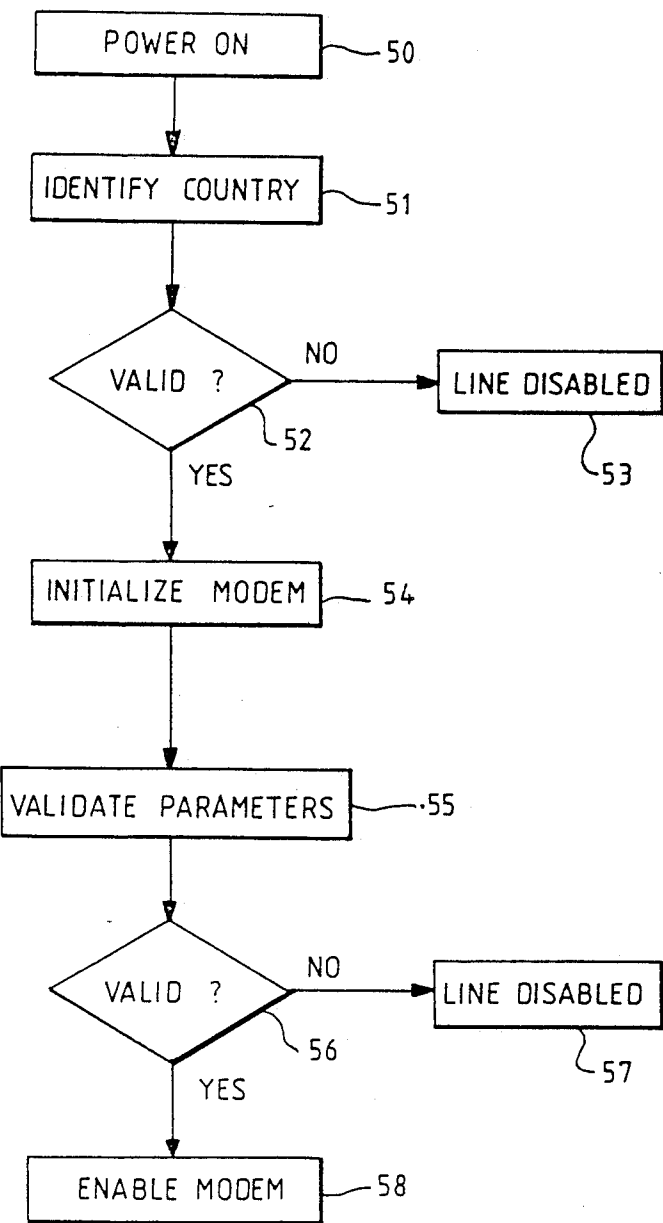 POWER ON
50
IDENTIFY COUNTRY
51
VALID ?
NO
LINE DISABLED
52
53
YES
INITIALIZE MODEM
54
VALIDATE PARAMETERS
55
VALID ?
NO
LINE DISABLED
56
57
YES
ENABLE MODEM
58